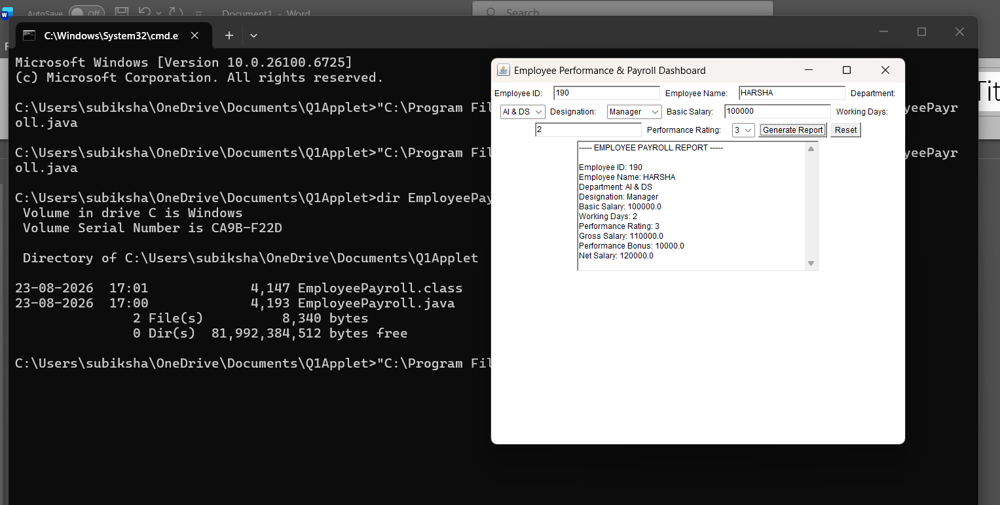 AutoSave Off Document1 - Word Search
C:\Windows\System32\cmd.e
Microsoft Windows [Version 10.0.26100.6725]
(c) Microsoft Corporation. All rights reserved.
C:\Users\subiksha\OneDrive\Documents\Q1Applet>"C:\Program Fil
yeePayr
oll.java
C:\Users\subiksha\OneDrive\Documents\Q1Applet>"C:\Program Fil
yeePayr
oll.java
C:\Users\subiksha\OneDrive\Documents\Q1Applet>dir EmployeePay
Volume in drive C is Windows
Volume Serial Number is CA9B-F22D
Directory of C:\Users\subiksha\OneDrive\Documents\Q1Applet
23-08-2026 17:01 4,147 EmployeePayroll.class
23-08-2026 17:00 4,193 EmployeePayroll.java
2 File(s) 8,340 bytes
0 Dir(s) 81,992,384,512 bytes free
C:\Users\subiksha\OneDrive\Documents\Q1Applet>"C:\Program Fil
Employee Performance & Payroll Dashboard
Employee ID: 190 Employee Name: HARSHA Department:
AI & DS Designation: Manager Basic Salary: 100000 Working Days:
2 Performance Rating: 3 Generate Report Reset
----- EMPLOYEE PAYROLL REPORT -----
Employee ID: 190
Employee Name: HARSHA
Department: AI & DS
Designation: Manager
Basic Salary: 100000.0
Working Days: 2
Performance Rating: 3
Gross Salary: 110000.0
Performance Bonus: 10000.0
Net Salary: 120000.0
Tit